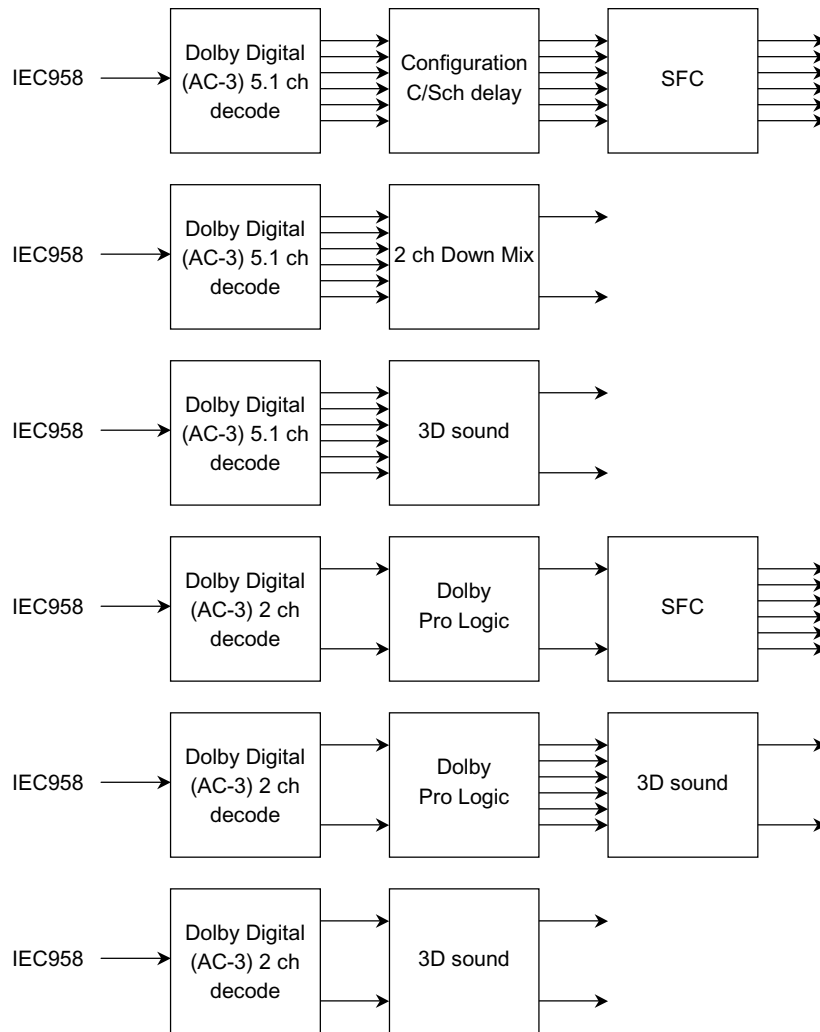 IEC958
Dolby Digital
(AC-3) 5.1 ch
decode
Configuration
C/Sch delay
SFC
IEC958
Dolby Digital
(AC-3) 5.1 ch
decode
2 ch Down Mix
IEC958
Dolby Digital
(AC-3) 5.1 ch
decode
3D sound
IEC958
Dolby Digital
(AC-3) 2 ch
decode
Dolby
Pro Logic
SFC
IEC958
Dolby Digital
(AC-3) 2 ch
decode
Dolby
Pro Logic
3D sound
IEC958
Dolby Digital
(AC-3) 2 ch
decode
3D sound